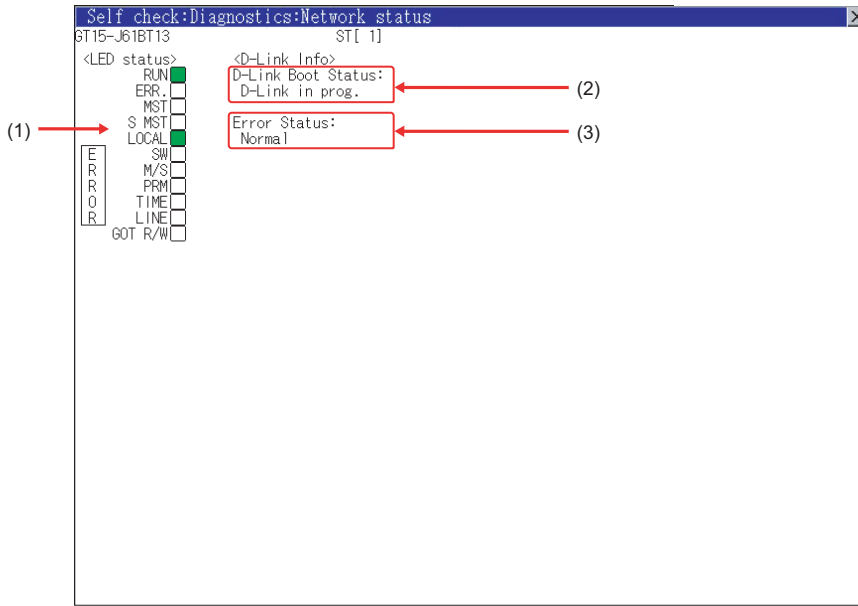 Self check:Diagnostics:Network status
GT15-J61BT13 ST[ 1]
<LED status> <D-Link Info>
RUN D-Link Boot Status:
ERR. D-Link in prog.
(2)
MST
S MST Error Status:
(1)
LOCAL Normal
(3)
SW
M/S
PRM
TIME
LINE
ERROR
GOT R/W